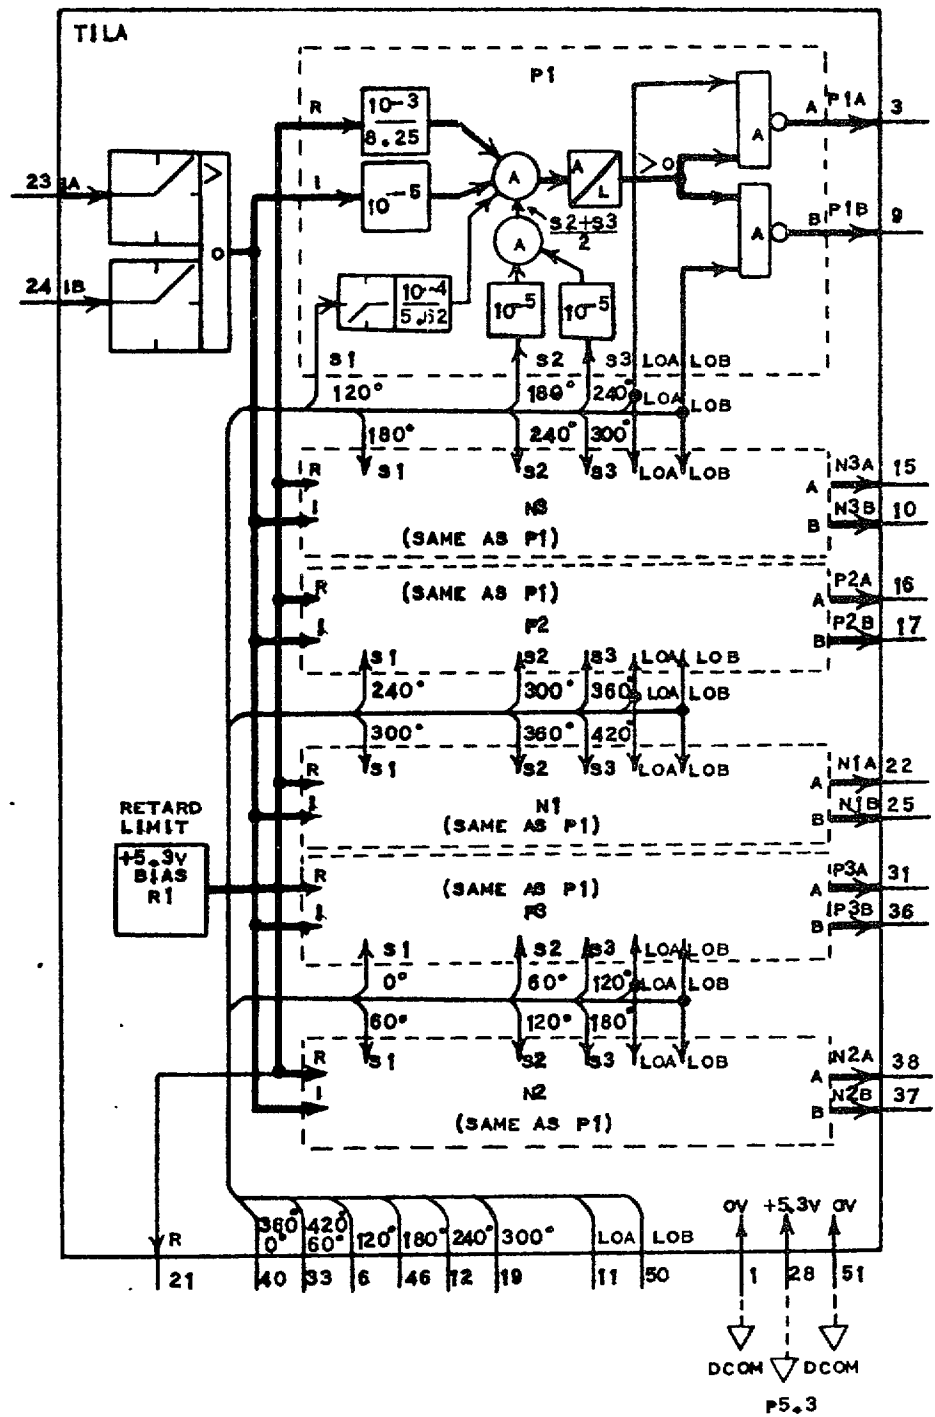 TILA
P1
R
10-3
8.25
A P1A 3
A
23 IA
>
I
10-5
A
A
L
> 0
0
S2+S3
2
A
A
B P1B 9
24 IB
10-4
5.62
10-5
10-5
S1 S2 S3 LOA LOB
120° 180° 240° LOA LOB
180° 240° 300°
R S1 S2 S3 LOA LOB
N3A 15
A
I N3 N3B 10
B
(SAME AS P1)
(SAME AS P1) P2A 16
R A
I P2 B P2B 17
S1 S2 S3 LOA LOB
240° 300° 360° LOA LOB
300° 360° 420°
R S1 S2 S3 LOA LOB
N1A 22
A
I N1 N1B 25
B
(SAME AS P1)
RETARD
LIMIT
+5.3V
BIAS
R1
R (SAME AS P1) A P3A 31
I P3 B P3B 36
S1 S2 S3 LOA LOB
0° 60° 120° LOA LOB
60° 120° 180°
R S1 S2 S3 LOA LOB
N2A 38
A
I N2 N2B 37
B
(SAME AS P1)
R
360° 420°
0° 60° 120° 180° 240° 300° LOA LOB
0V +5.3V 0V
21 40 33 6 46 12 19 11 50 1 28 51
DCOM DCOM
P5.3